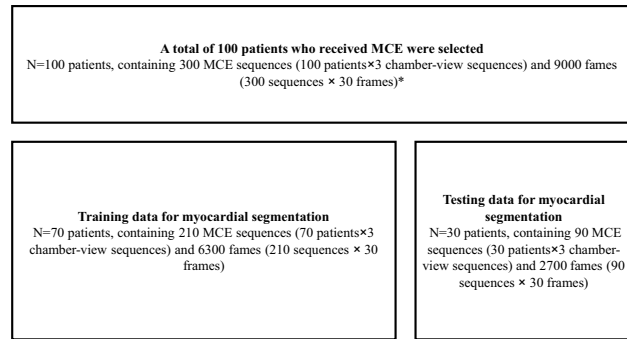 A total of 100 patients who received MCE were selected
N=100 patients, containing 300 MCE sequences (100 patients×3 chamber-view sequences) and 9000 fames
(300 sequences × 30 frames)*
Training data for myocardial segmentation
N=70 patients, containing 210 MCE sequences (70 patients×3
chamber-view sequences) and 6300 fames (210 sequences × 30
frames)
Testing data for myocardial
segmentation
N=30 patients, containing 90 MCE
sequences (30 patients×3 chamber-
view sequences) and 2700 fames (90
sequences × 30 frames)